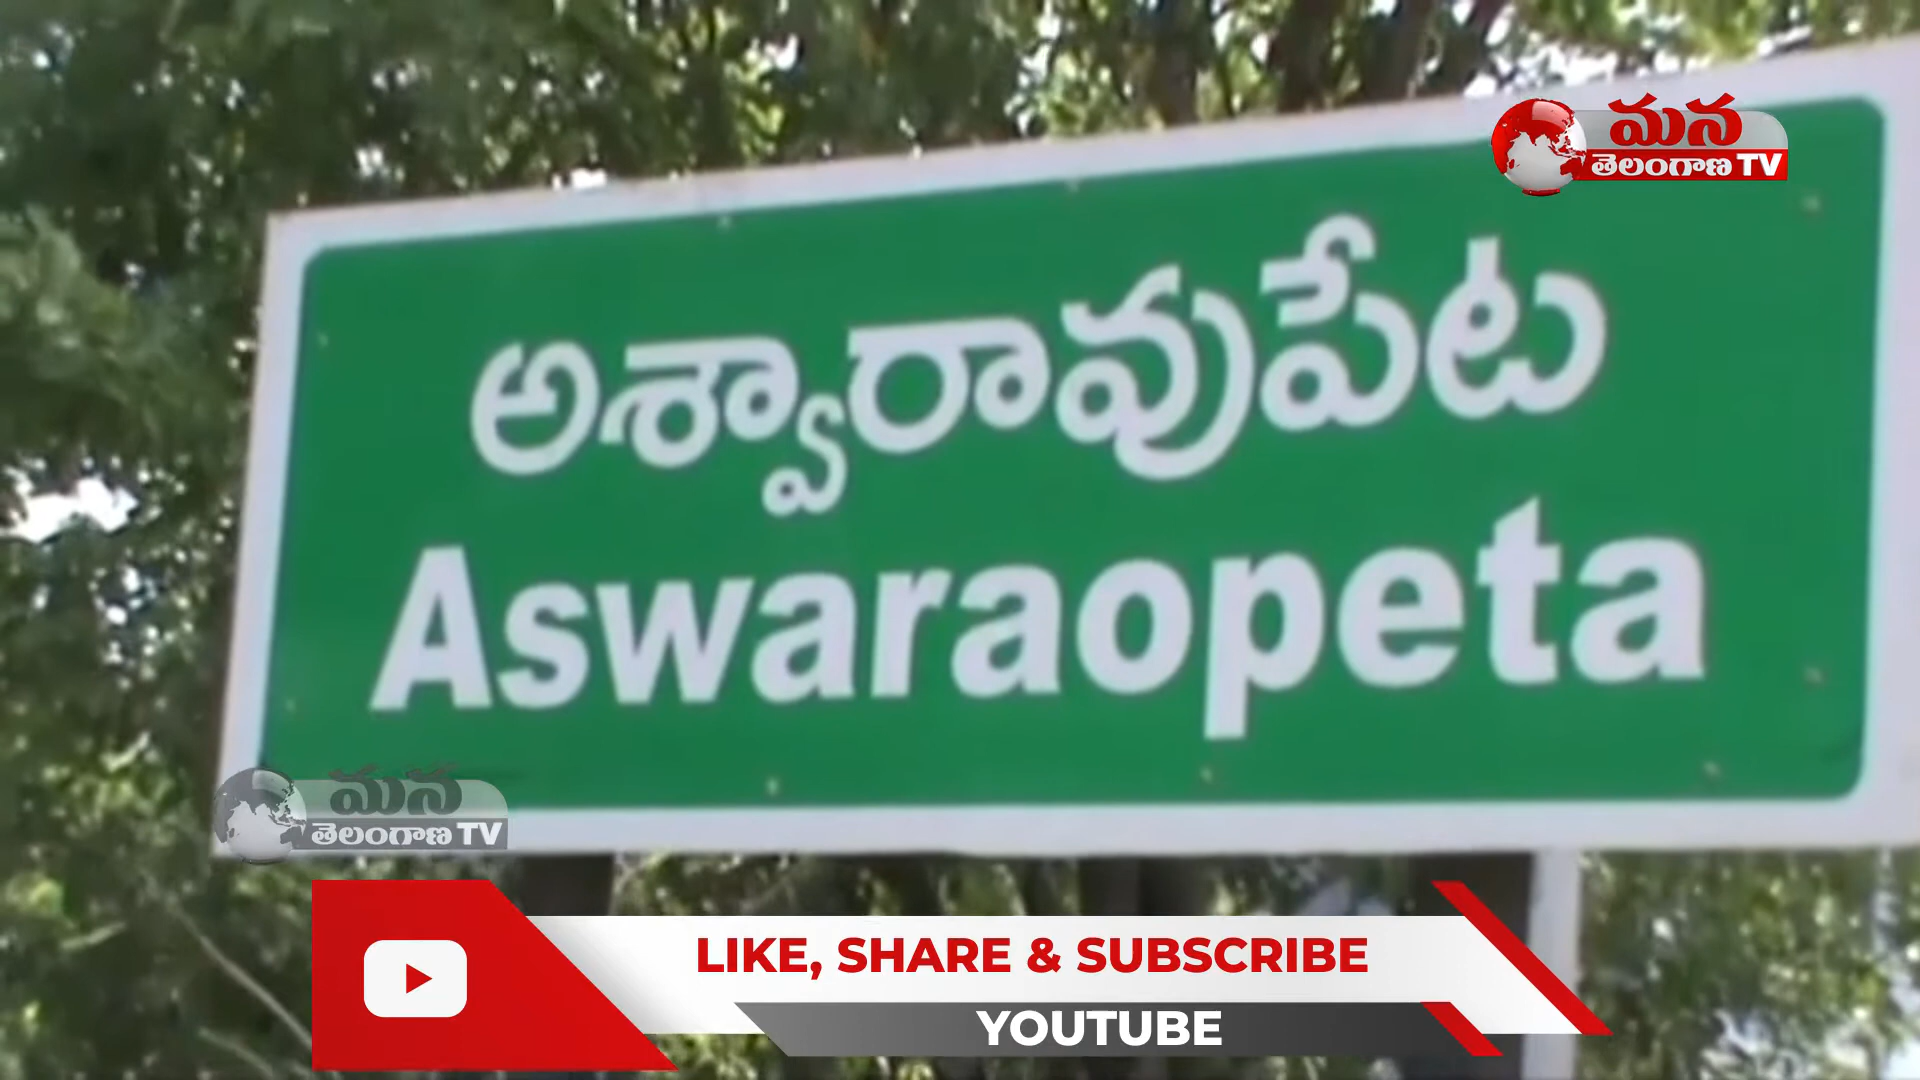 మన
తెలంగాణ TV
అశ్వారావుపేట
Aswaraopeta
మన
తెలంగాణ TV
LIKE, SHARE & SUBSCRIBE
YOUTUBE